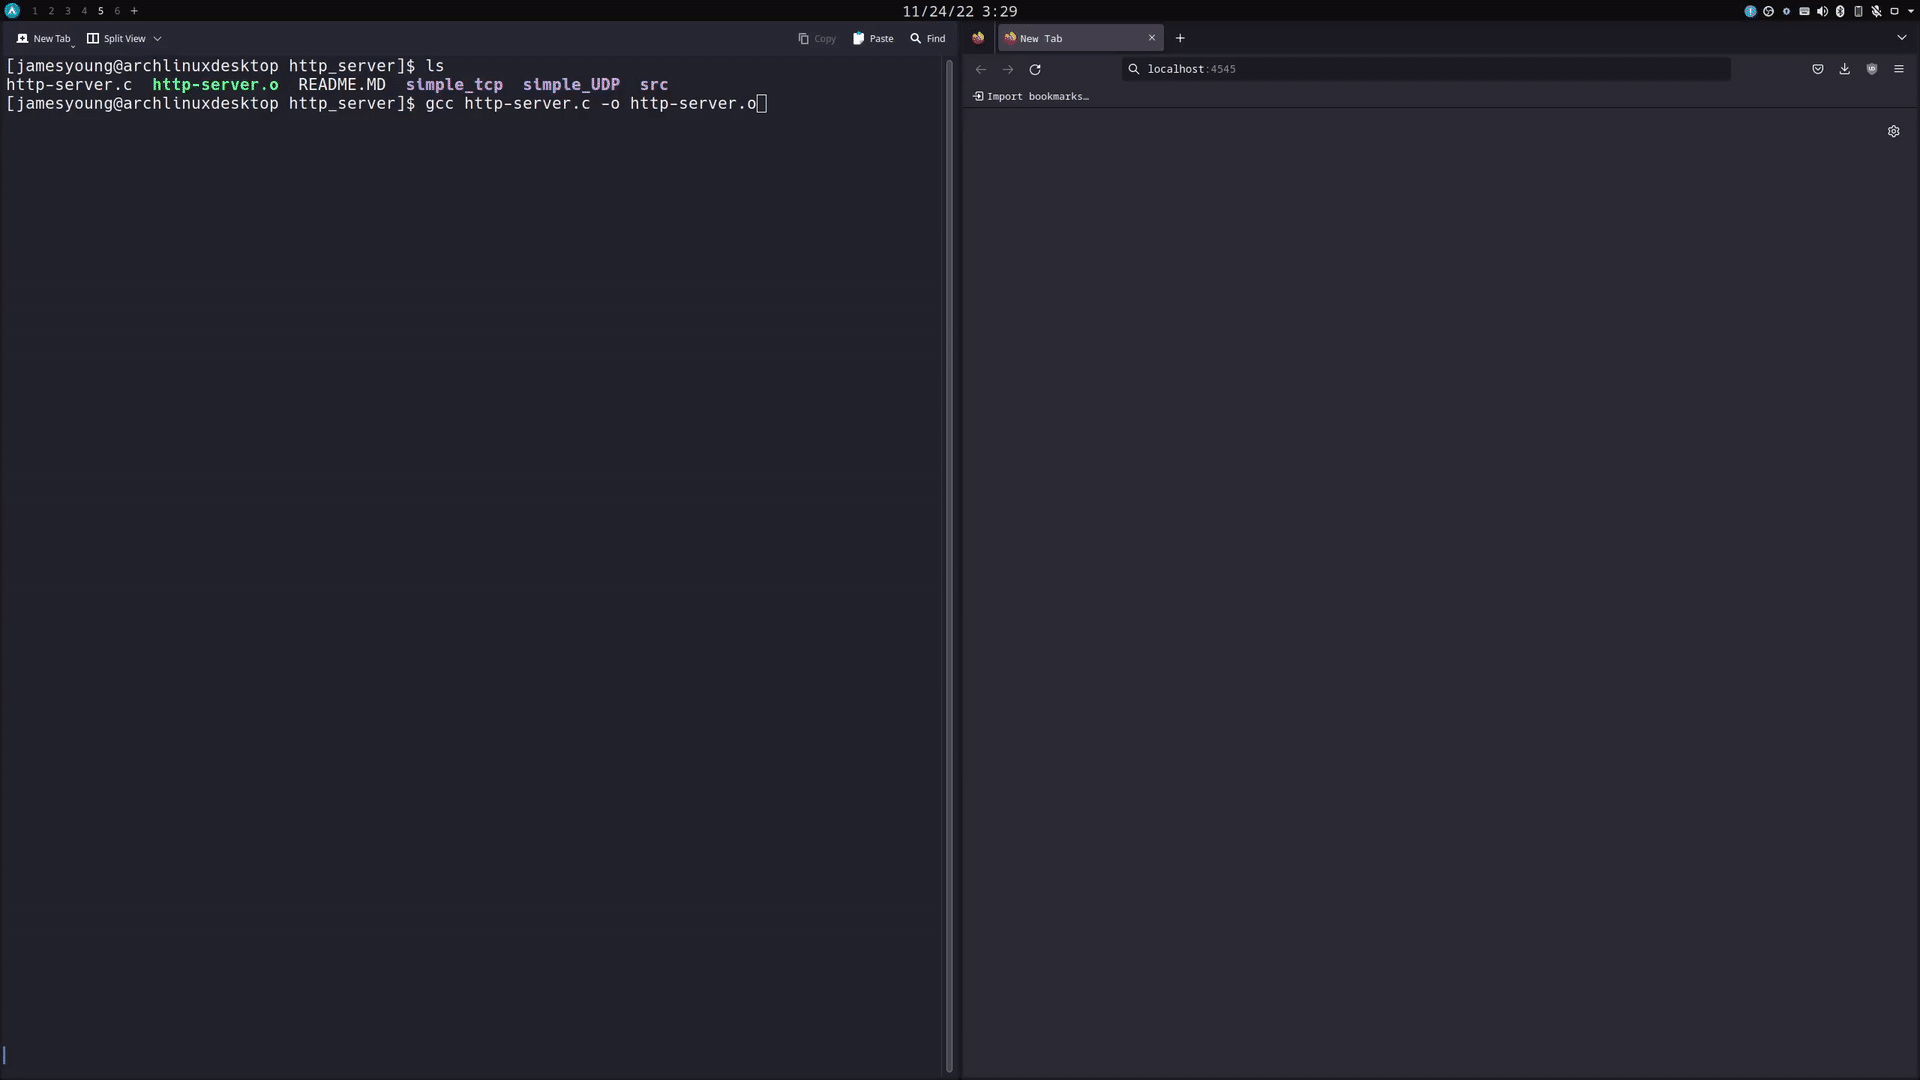 1 2 3 4 5 6 +
11/24/22 3:29
New Tab Split View Copy Paste Find
[jamesyoung@archlinuxdesktop http_server]$ ls
http-server.c http-server.o README.MD simple_tcp simple_UDP src
[jamesyoung@archlinuxdesktop http_server]$ gcc http-server.c -o http-server.o
New Tab
localhost:4545
Import bookmarks…